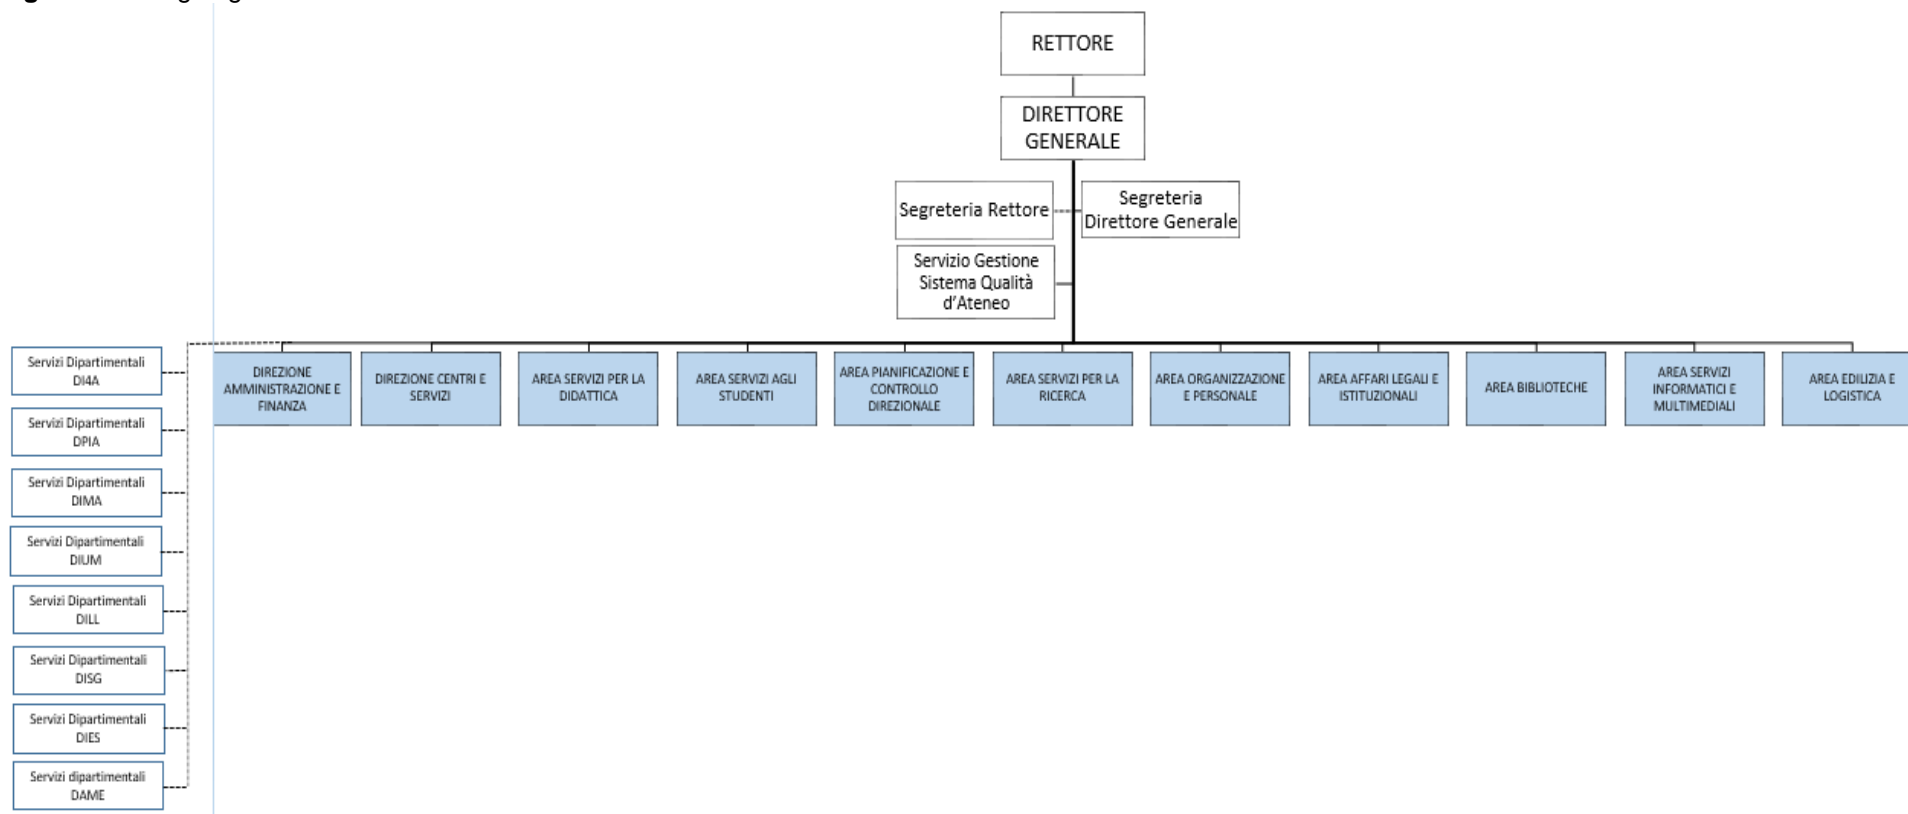 RETTORE
DIRETTORE
GENERALE
Segreteria Rettore
Segreteria
Direttore Generale
Servizio Gestione
Sistema Qualità
d'Ateneo
Servizi Dipartimentali
DI4A
Servizi Dipartimentali
DPIA
Servizi Dipartimentali
DIMA
Servizi Dipartimentali
DIUM
Servizi Dipartimentali
DILL
Servizi Dipartimentali
DISG
Servizi Dipartimentali
DIES
Servizi dipartimentali
DAME
DIREZIONE
AMMINISTRAZIONE E
FINANZA
DIREZIONE CENTRI E
SERVIZI
AREA SERVIZI PER LA
DIDATTICA
AREA SERVIZI AGLI
STUDENTI
AREA PIANIFICAZIONE E
CONTROLLO
DIREZIONALE
AREA SERVIZI PER LA
RICERCA
AREA ORGANIZZAZIONE
E PERSONALE
AREA AFFARI LEGALI E
ISTITUZIONALI
AREA BIBLIOTECHE
AREA SERVIZI
INFORMATICI E
MULTIMEDIALI
AREA EDILIZIA E
LOGISTICA